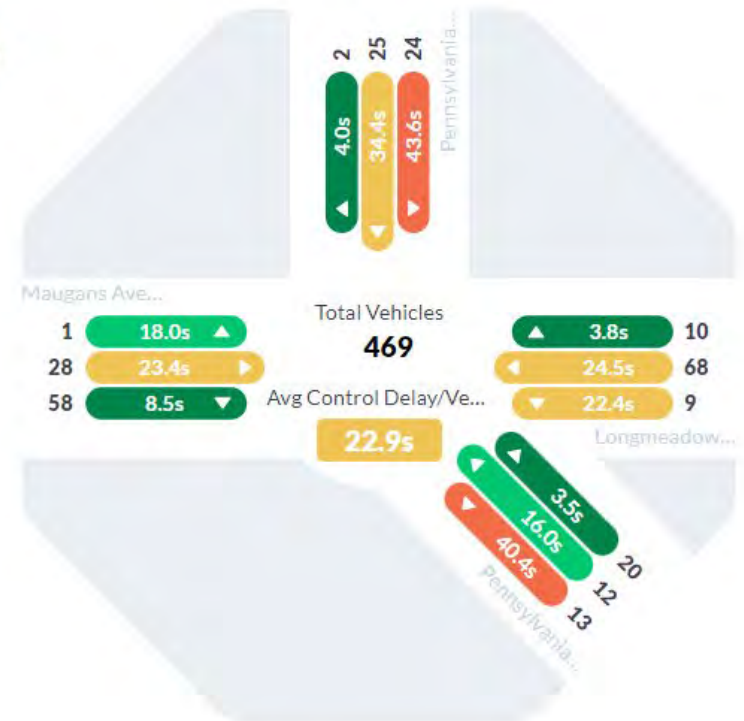 2
25
24
4.0s
34.4s
43.6s
Pennsylvania...
Maugans Ave...
Total Vehicles
469
1
18.0s
28
23.4s
58
8.5s
3.8s
10
24.5s
68
22.4s
9
Avg Control Delay/Ve...
22.9s
Longmeadow...
3.5s
20
16.0s
12
40.4s
13
Pennsylvania...